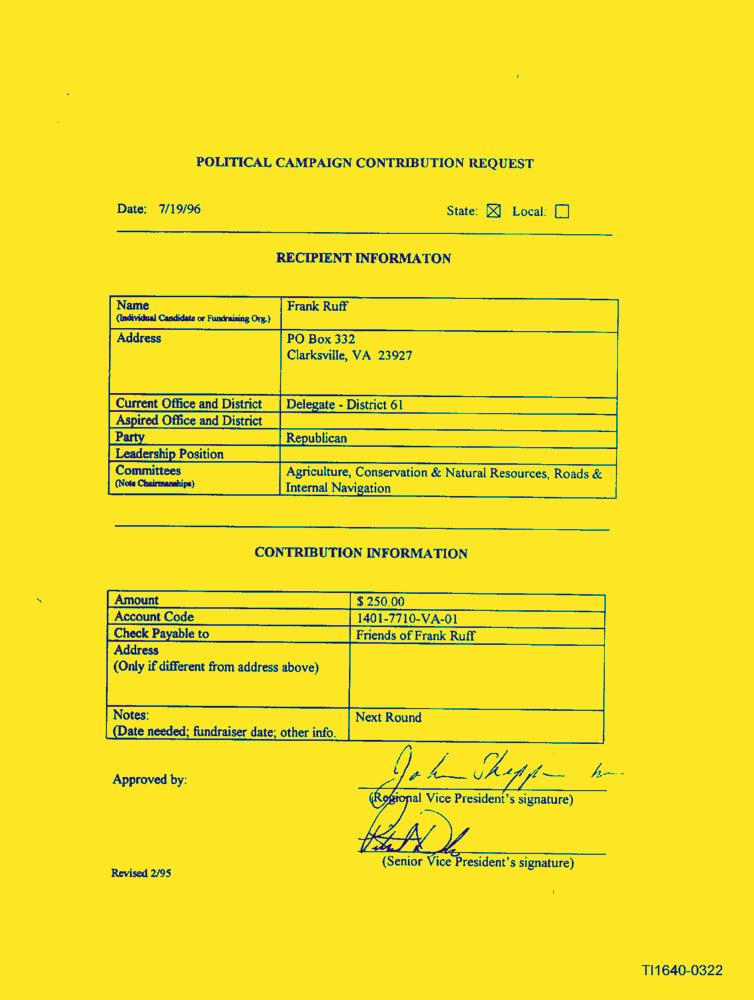 POLITICAL CAMPAIGN CONTRIBUTION REQUEST
Date: 7/19/96 State: ☒ Local: ☐
RECIPIENT INFORMATON
Name Frank Ruff
(Individual Candidate or Fundraising Org.)
Address PO Box 332
Clarksville, VA 23927
Current Office and District Delegate - District 61
Aspired Office and District
Party Republican
Leadership Position
Committees Agriculture, Conservation & Natural Resources, Roads &
(Note Chairmanships) Internal Navigation
CONTRIBUTION INFORMATION
Amount $ 250.00
Account Code 1401-7710-VA-01
Check Payable to Friends of Frank Ruff
Address
(Only if different from address above)
Notes: Next Round
(Date needed; fundraiser date; other info.
John
Approved by:
(Regional Vice President's signature)
(Senior Vice President's signature)
Revised 2/95
TI1640-0322